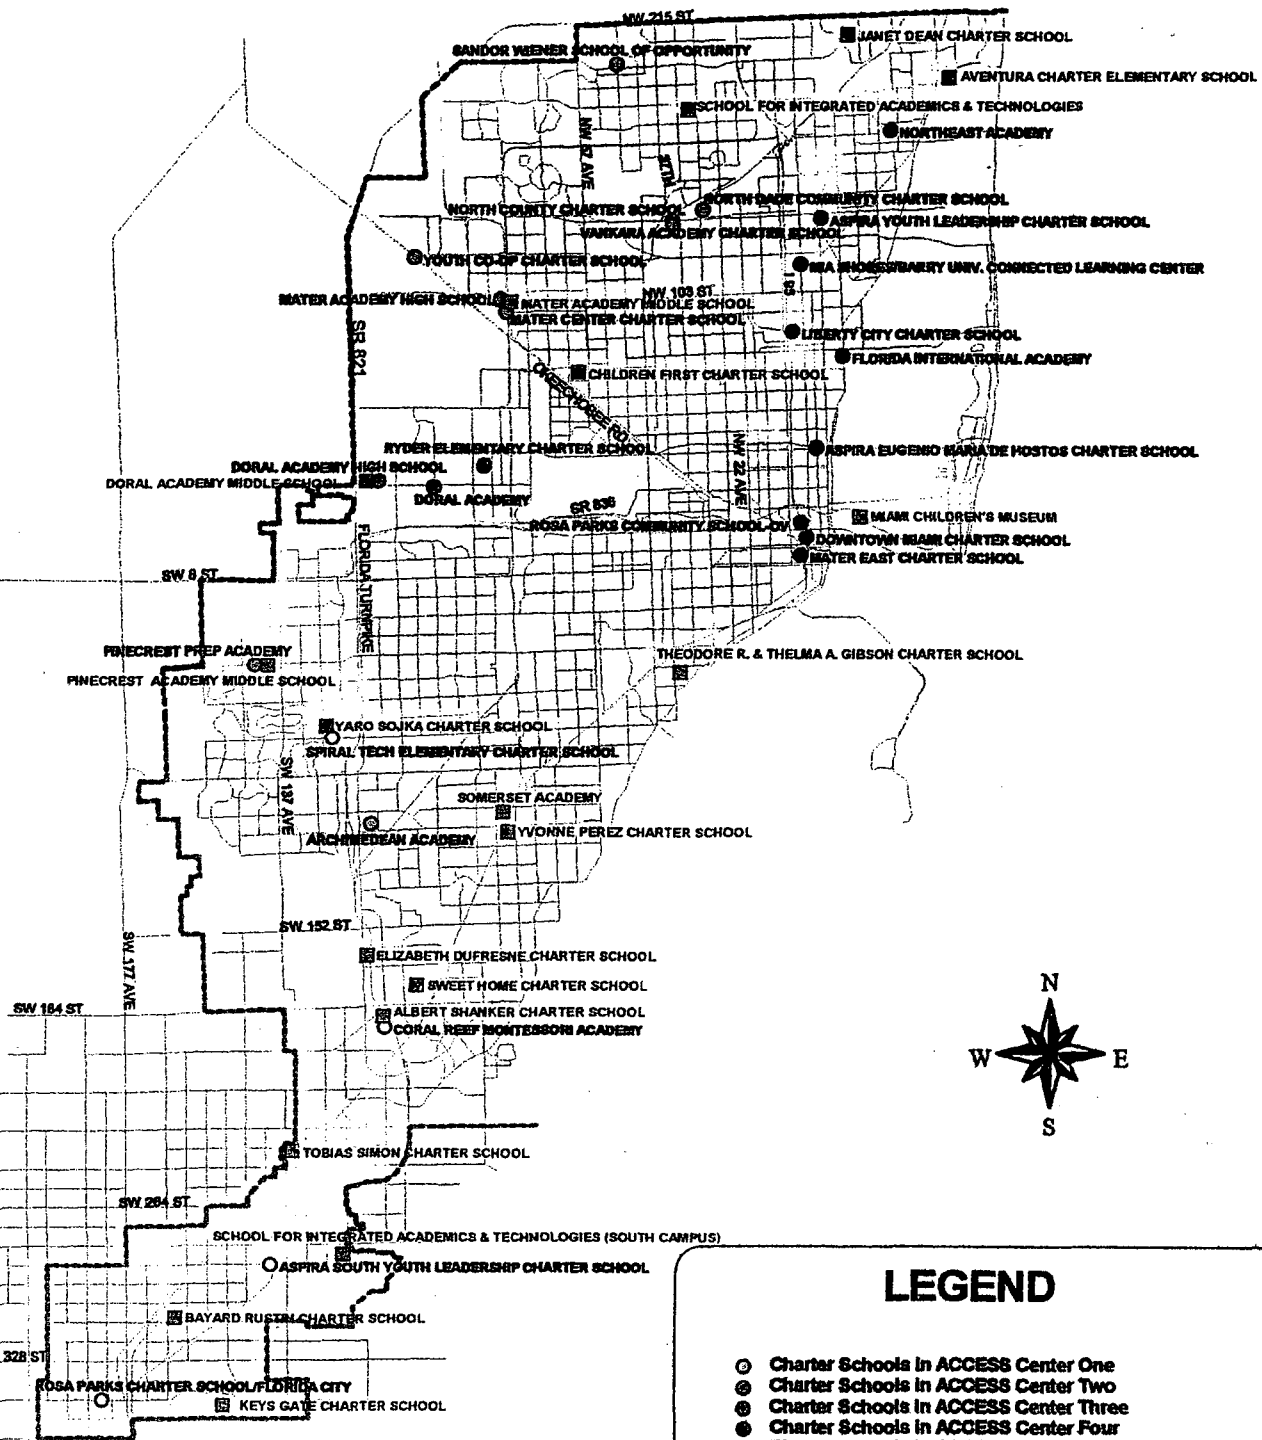 NW 215 ST
JANET DEAN CHARTER SCHOOL
SANDOR WIENER SCHOOL OF OPPORTUNITY
AVENTURA CHARTER ELEMENTARY SCHOOL
SCHOOL FOR INTEGRATED ACADEMICS & TECHNOLOGIES
NORTHEAST ACADEMY
NW 57 AVE
27TH
NORTH DADE COMMUNITY CHARTER SCHOOL
NORTH COUNTY CHARTER SCHOOL
ASPIRA YOUTH LEADERSHIP CHARTER SCHOOL
VANKARA ACADEMY CHARTER SCHOOL
YOUTH CO-OP CHARTER SCHOOL
MIA SHORES/BARRY UNIV. CONNECTED LEARNING CENTER
I 95
NW 103 ST
MATER ACADEMY HIGH SCHOOL
MATER ACADEMY MIDDLE SCHOOL
MATER CENTER CHARTER SCHOOL
LIBERTY CITY CHARTER SCHOOL
SR 821
FLORIDA INTERNATIONAL ACADEMY
CHILDREN FIRST CHARTER SCHOOL
OKEECHOBEE RD
RYDER ELEMENTARY CHARTER SCHOOL
NW 22 AVE
ASPIRA EUGENIO MARIA DE HOSTOS CHARTER SCHOOL
DORAL ACADEMY HIGH SCHOOL
DORAL ACADEMY MIDDLE SCHOOL
DORAL ACADEMY
SR 836
MIAMI CHILDREN'S MUSEUM
ROSA PARKS COMMUNITY SCHOOL-OV
DOWNTOWN MIAMI CHARTER SCHOOL
MATER EAST CHARTER SCHOOL
SW 8 ST
FLORIDA TURNPIKE
PINECREST PREP ACADEMY
THEODORE R. & THELMA A. GIBSON CHARTER SCHOOL
PINECREST ACADEMY MIDDLE SCHOOL
YARO SOJKA CHARTER SCHOOL
SPIRAL TECH ELEMENTARY CHARTER SCHOOL
SW 137 AVE
SOMERSET ACADEMY
YVONNE PEREZ CHARTER SCHOOL
ARCHIMEDEAN ACADEMY
SW 152 ST
SW 177 AVE
ELIZABETH DUFRESNE CHARTER SCHOOL
SWEET HOME CHARTER SCHOOL
N
SW 184 ST
ALBERT SHANKER CHARTER SCHOOL
CORAL REEF MONTESSORI ACADEMY
W
E
S
TOBIAS SIMON CHARTER SCHOOL
SW 264 ST
SCHOOL FOR INTEGRATED ACADEMICS & TECHNOLOGIES (SOUTH CAMPUS)
ASPIRA SOUTH YOUTH LEADERSHIP CHARTER SCHOOL
BAYARD RUSTIN CHARTER SCHOOL
328 ST
ROSA PARKS CHARTER SCHOOL/FLORIDA CITY
KEYS GATE CHARTER SCHOOL
LEGEND
Charter Schools in ACCESS Center One
Charter Schools in ACCESS Center Two
Charter Schools in ACCESS Center Three
Charter Schools in ACCESS Center Four